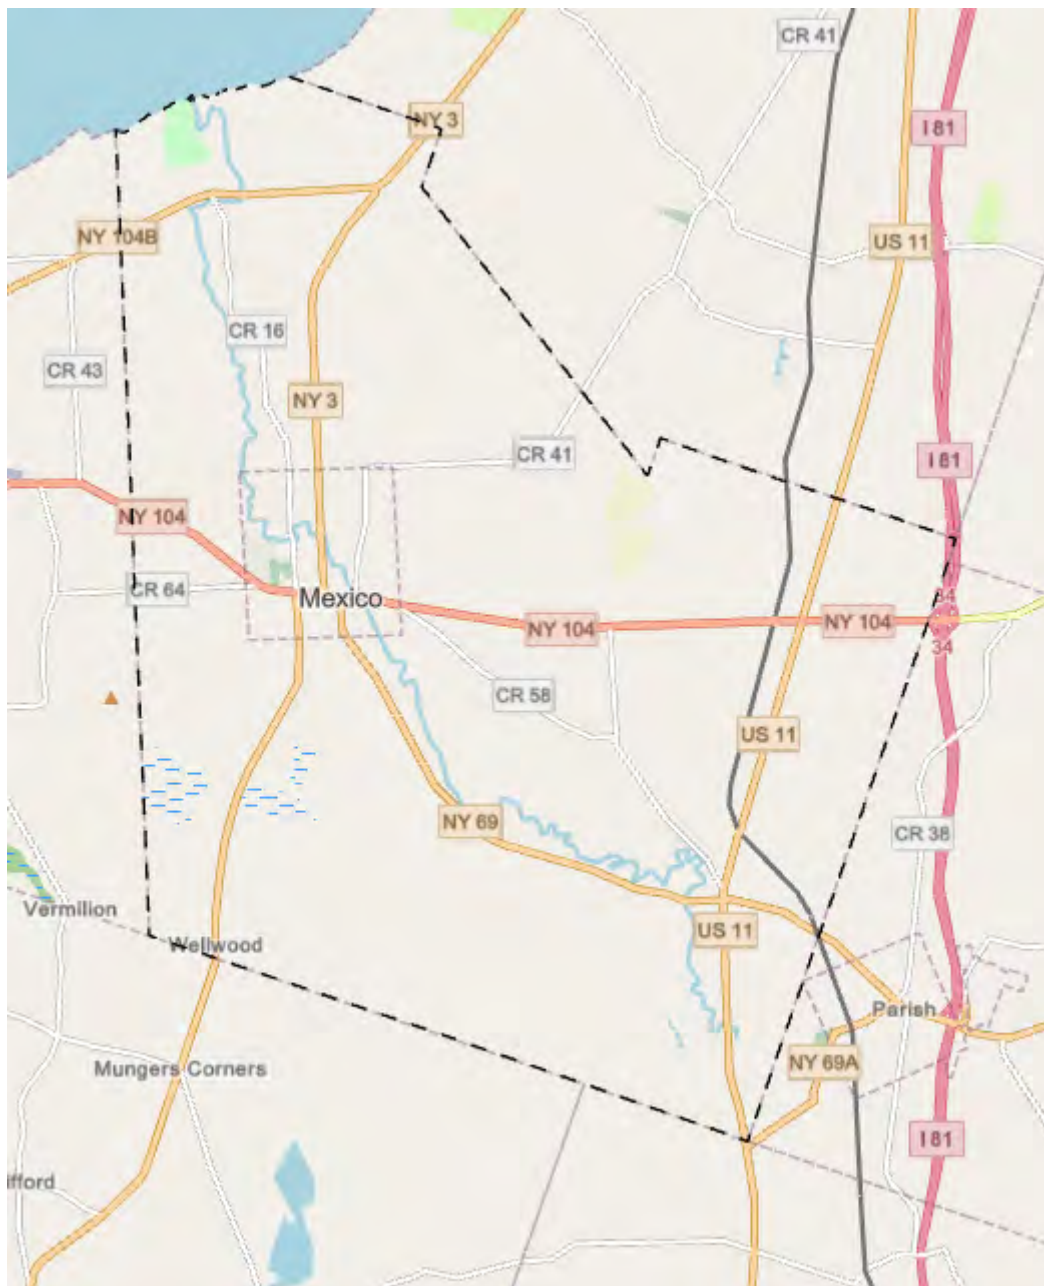 CR 41
NY 3
I 81
NY 104B
US 11
CR 16
CR 43
NY 3
CR 41
I 81
NY 104
CR 64
Mexico
34
NY 104
NY 104
34
CR 58
US 11
NY 69
CR 38
Vermilion
US 11
Wellwood
Parish
NY 69A
Mungers Corners
I 81
ifford